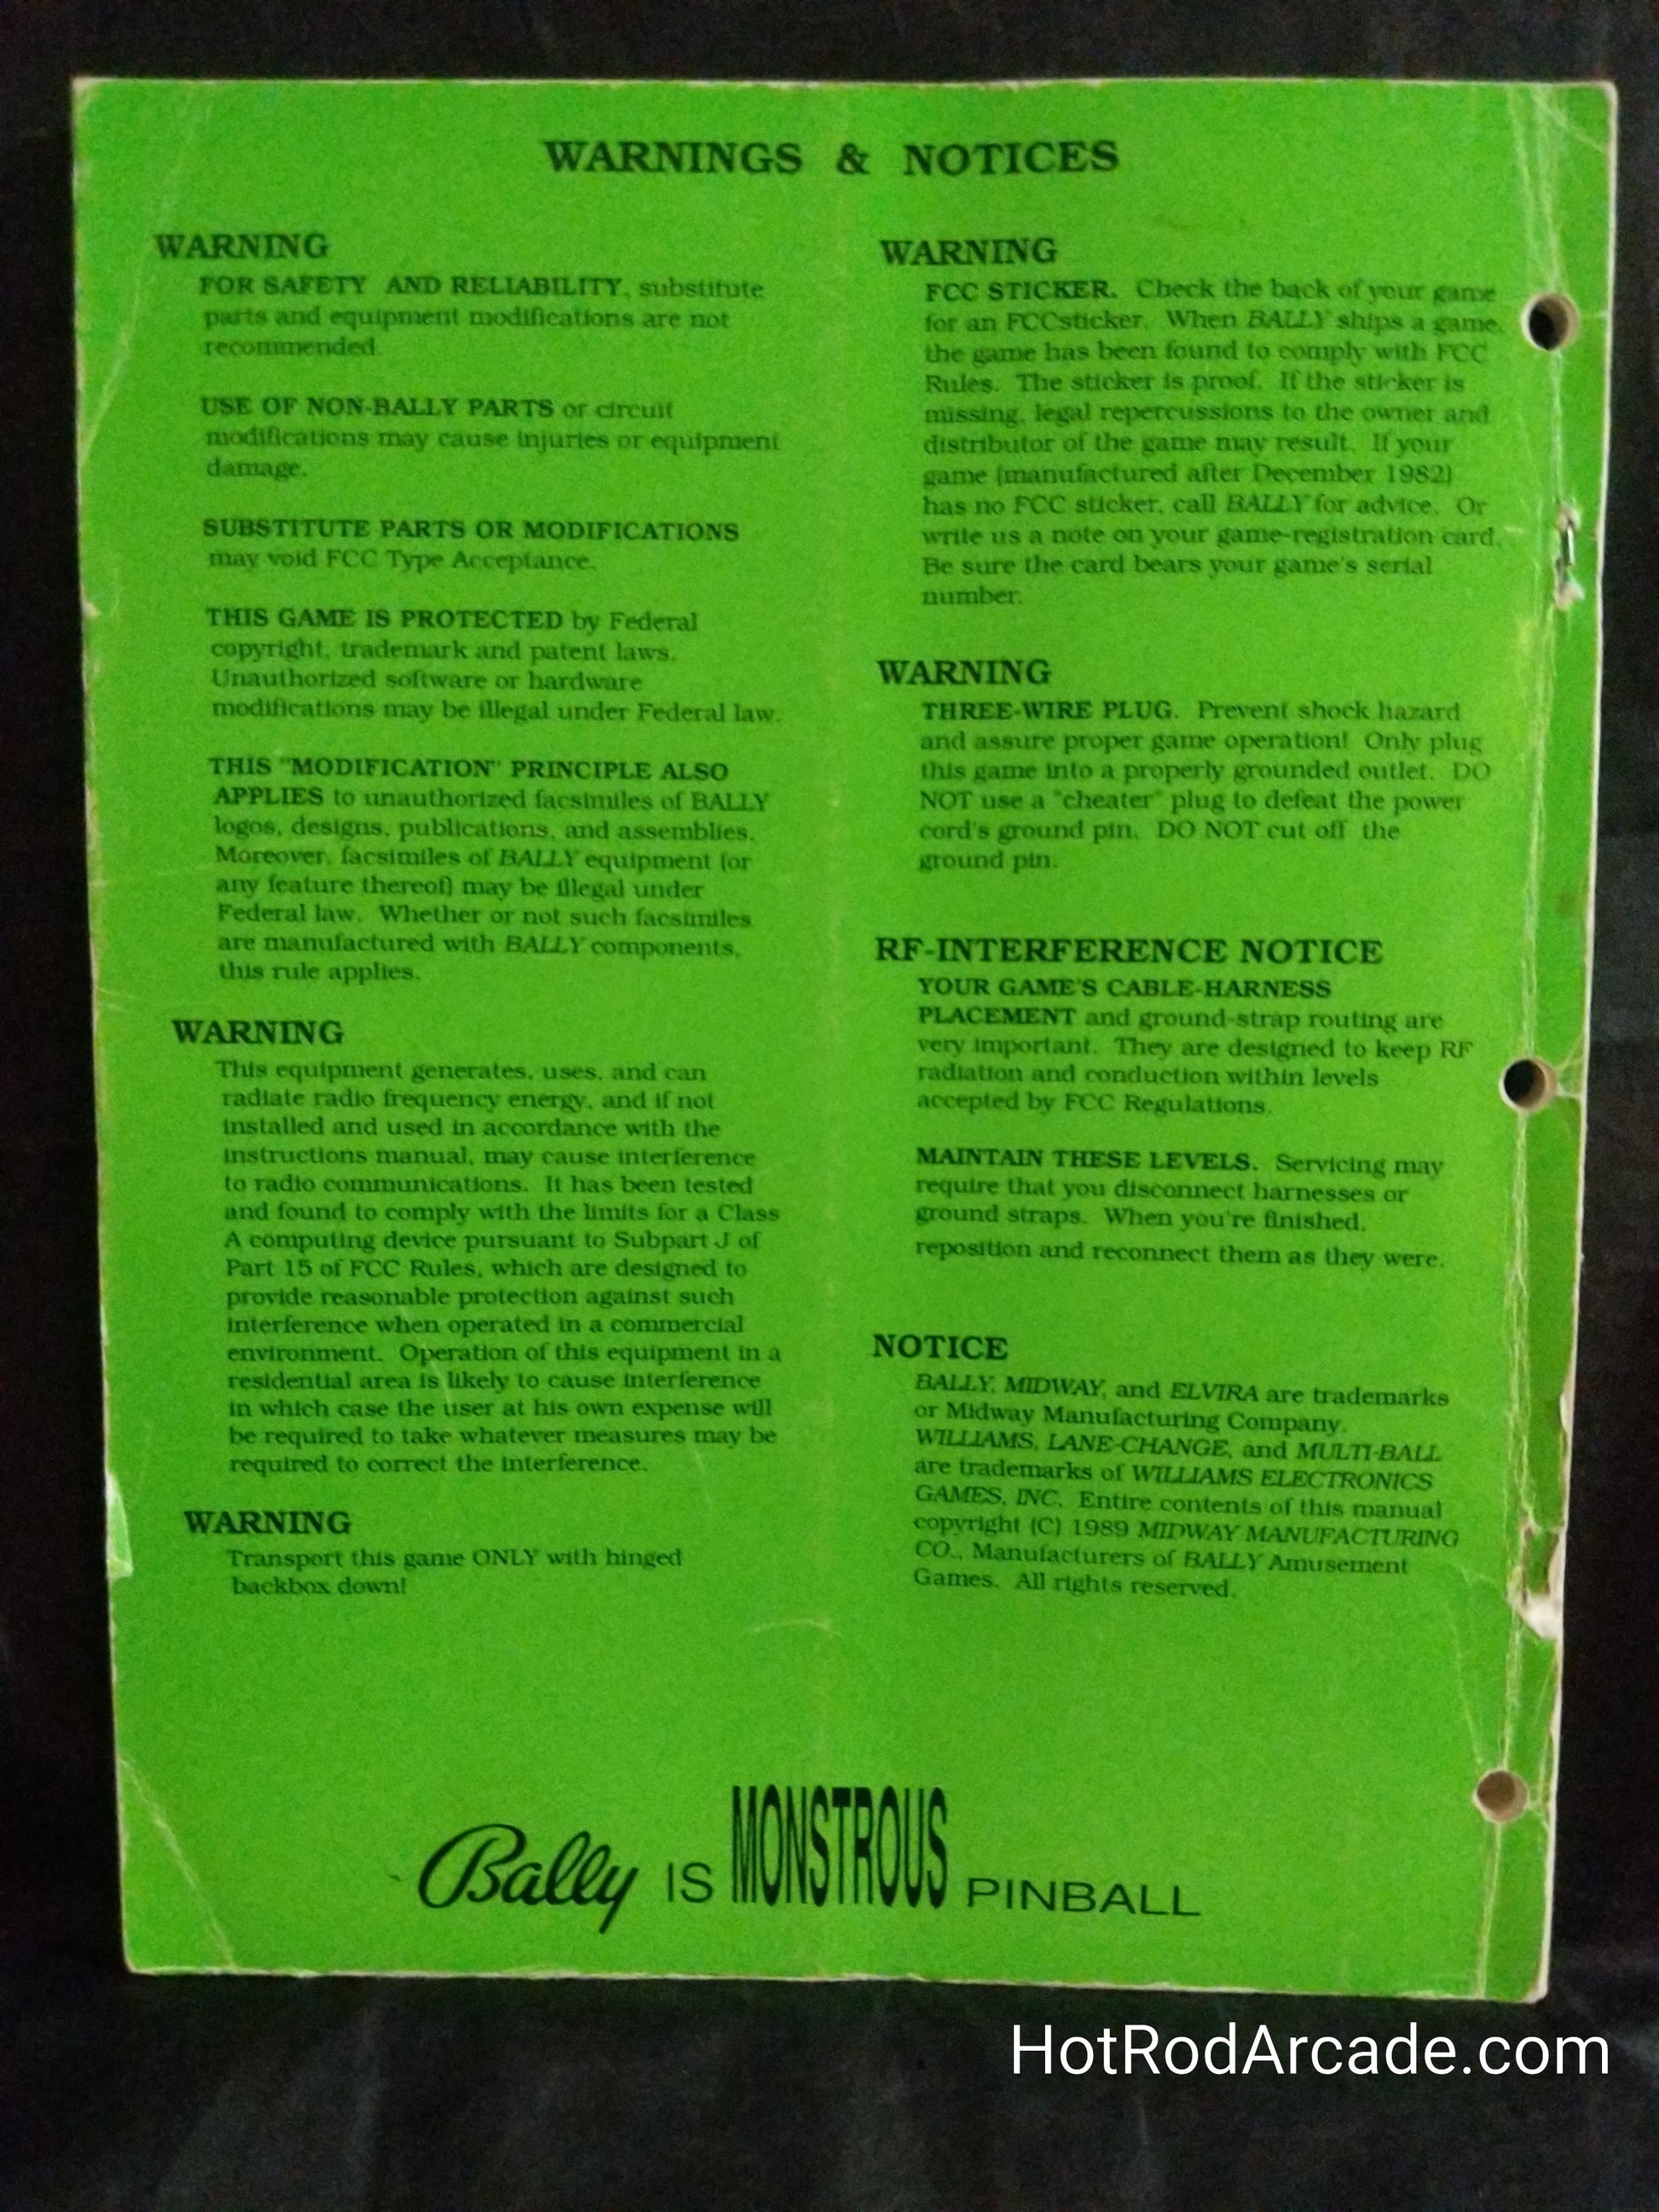 WARNINGS & NOTICES
WARNING
FOR SAFETY AND RELIABILITY, substitute
parts and equipment modifications are not
recommended.
USE OF NON-BALLY PARTS or circuit
modifications may cause injuries or equipment
damage.
SUBSTITUTE PARTS OR MODIFICATIONS
may void FCC Type Acceptance.
THIS GAME IS PROTECTED by Federal
copyright, trademark and patent laws.
Unauthorized software or hardware
modifications may be illegal under Federal law.
THIS "MODIFICATION" PRINCIPLE ALSO
APPLIES to unauthorized facsimiles of BALLY
logos, designs, publications, and assemblies.
Moreover, facsimiles of BALLY equipment (or
any feature thereof) may be illegal under
Federal law. Whether or not such facsimiles
are manufactured with BALLY components,
this rule applies.
WARNING
This equipment generates, uses, and can
radiate radio frequency energy, and if not
installed and used in accordance with the
instructions manual, may cause interference
to radio communications. It has been tested
and found to comply with the limits for a Class
A computing device pursuant to Subpart J of
Part 15 of FCC Rules, which are designed to
provide reasonable protection against such
interference when operated in a commercial
environment. Operation of this equipment in a
residential area is likely to cause interference
in which case the user at his own expense will
be required to take whatever measures may be
required to correct the interference.
WARNING
Transport this game ONLY with hinged
backbox down!
WARNING
FCC STICKER. Check the back of your game
for an FCCsticker. When BALLY ships a game,
the game has been found to comply with FCC
Rules. The sticker is proof. If the sticker is
missing, legal repercussions to the owner and
distributor of the game may result. If your
game (manufactured after December 1982)
has no FCC sticker, call BALLY for advice. Or
write us a note on your game-registration card.
Be sure the card bears your game's serial
number.
WARNING
THREE-WIRE PLUG. Prevent shock hazard
and assure proper game operation! Only plug
this game into a properly grounded outlet. DO
NOT use a "cheater" plug to defeat the power
cord's ground pin. DO NOT cut off the
ground pin.
RF-INTERFERENCE NOTICE
YOUR GAME'S CABLE-HARNESS
PLACEMENT and ground-strap routing are
very important. They are designed to keep RF
radiation and conduction within levels
accepted by FCC Regulations.
MAINTAIN THESE LEVELS. Servicing may
require that you disconnect harnesses or
ground straps. When you're finished,
reposition and reconnect them as they were.
NOTICE
BALLY, MIDWAY, and ELVIRA are trademarks
or Midway Manufacturing Company.
WILLIAMS, LANE-CHANGE, and MULTI-BALL
are trademarks of WILLIAMS ELECTRONICS
GAMES, INC. Entire contents of this manual
copyright (C) 1989 MIDWAY MANUFACTURING
CO., Manufacturers of BALLY Amusement
Games. All rights reserved.
Bally IS MONSTROUS PINBALL
HotRodArcade.com